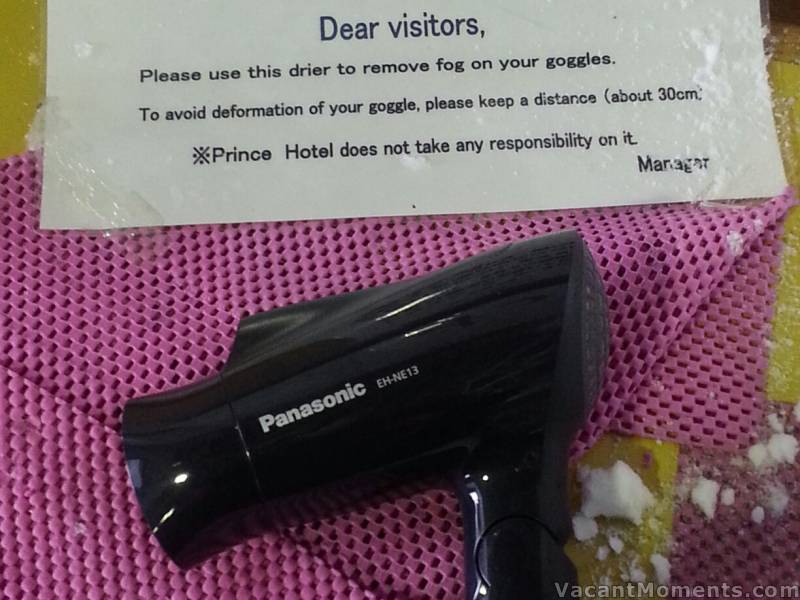 Dear visitors,
Please use this drier to remove fog on your goggles.
To avoid deformation of your goggle, please keep a distance (about 30cm)
※Prince Hotel does not take any responsibility on it.
Manager
Panasonic EH-NE13
VacantMoments.com